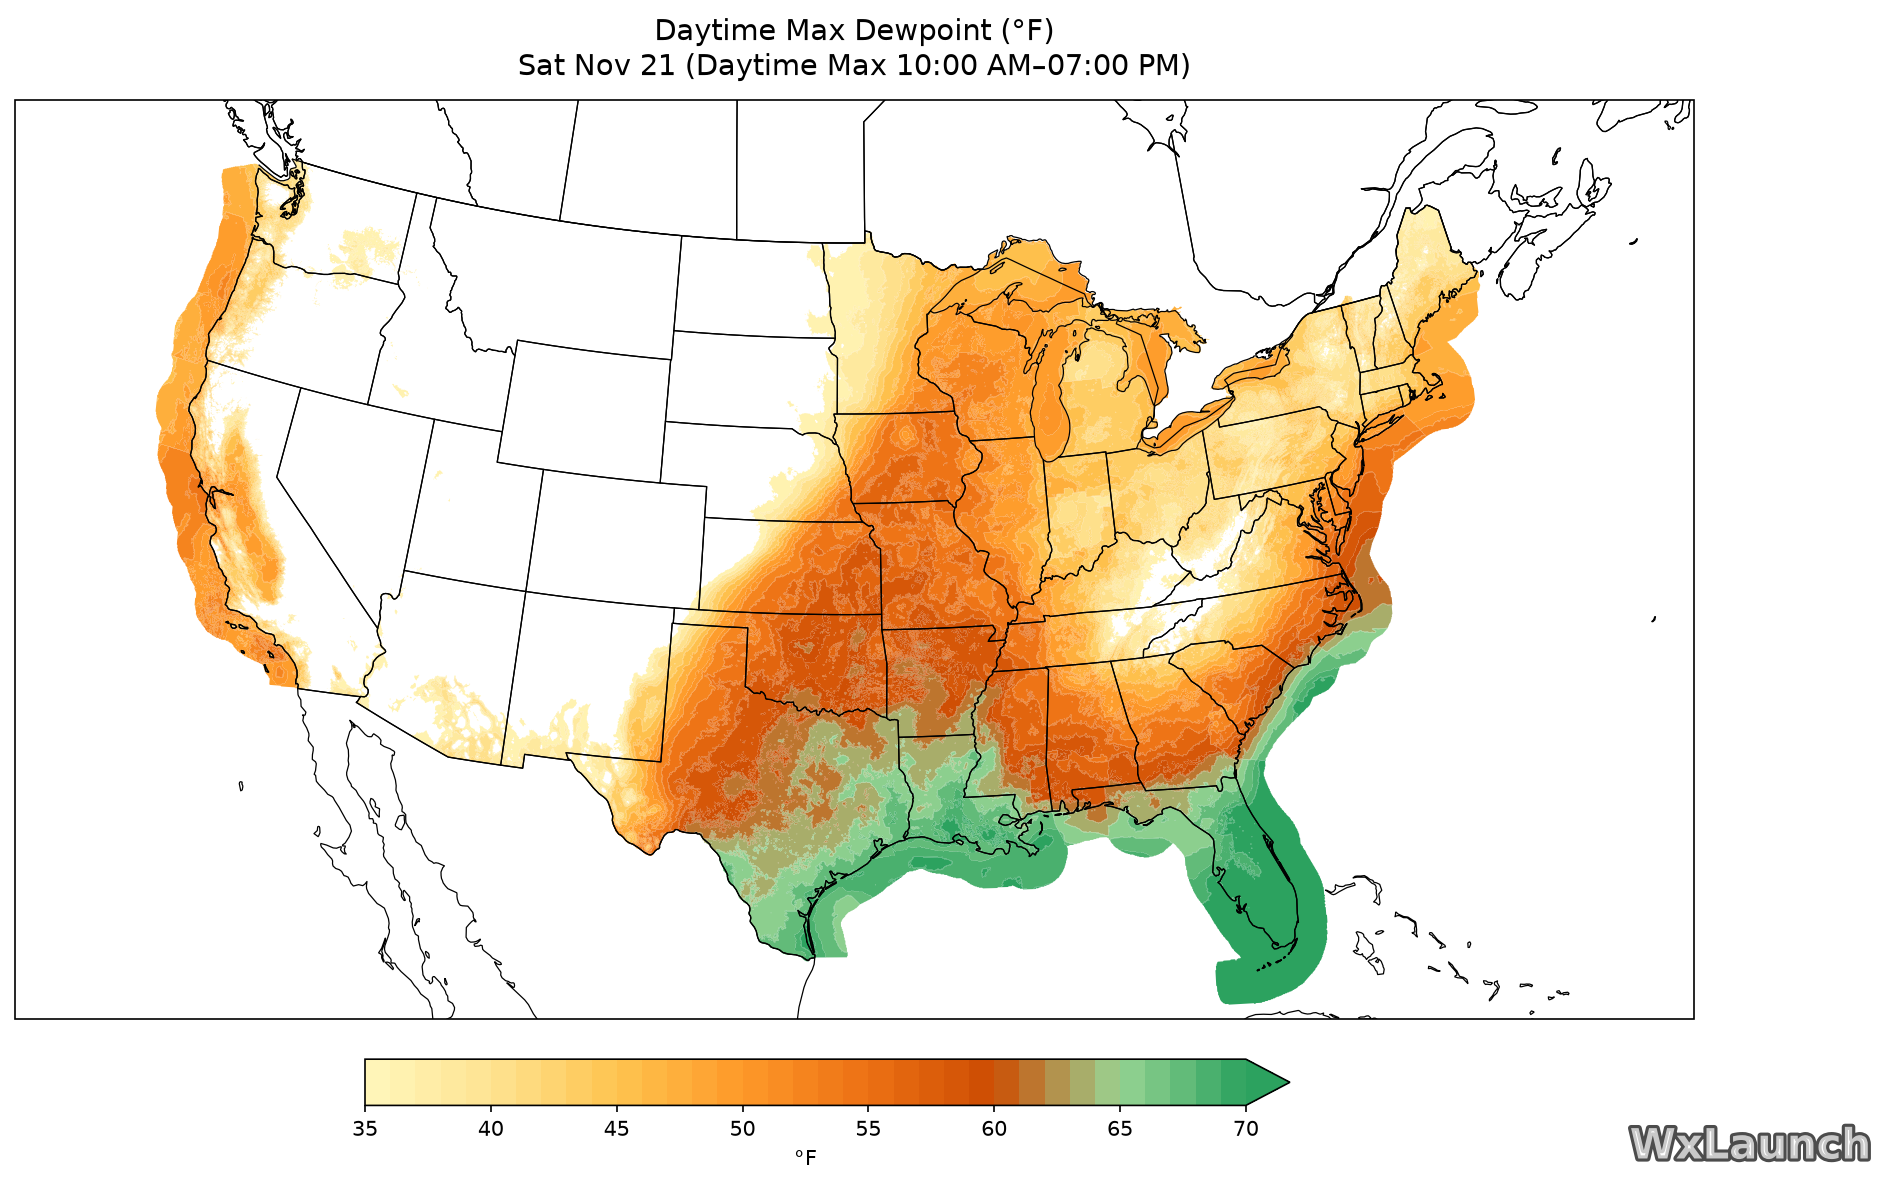 Daytime Max Dewpoint (°F)
Sat Nov 21 (Daytime Max 10:00 AM–07:00 PM)
35 40 45 50 55 60 65 70
°F
WxLaunch